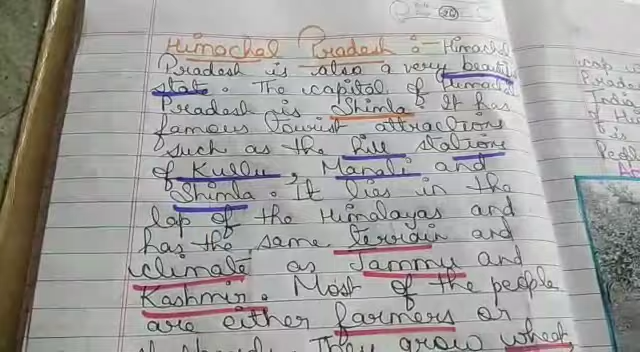 Himachal Pradesh :- Himachal
Pradesh is also a very beautiful
state. The capital of Himachal
Pradesh is Shimla. It has
famous tourist attractions
such as the hill stations
of Kullu, Manali and
Shimla. It lies in the
lap of the Himalayas and
has the same terrain and
climate as Jammu and
Kashmir. Most of the people
are either farmers or
They grow wheat,